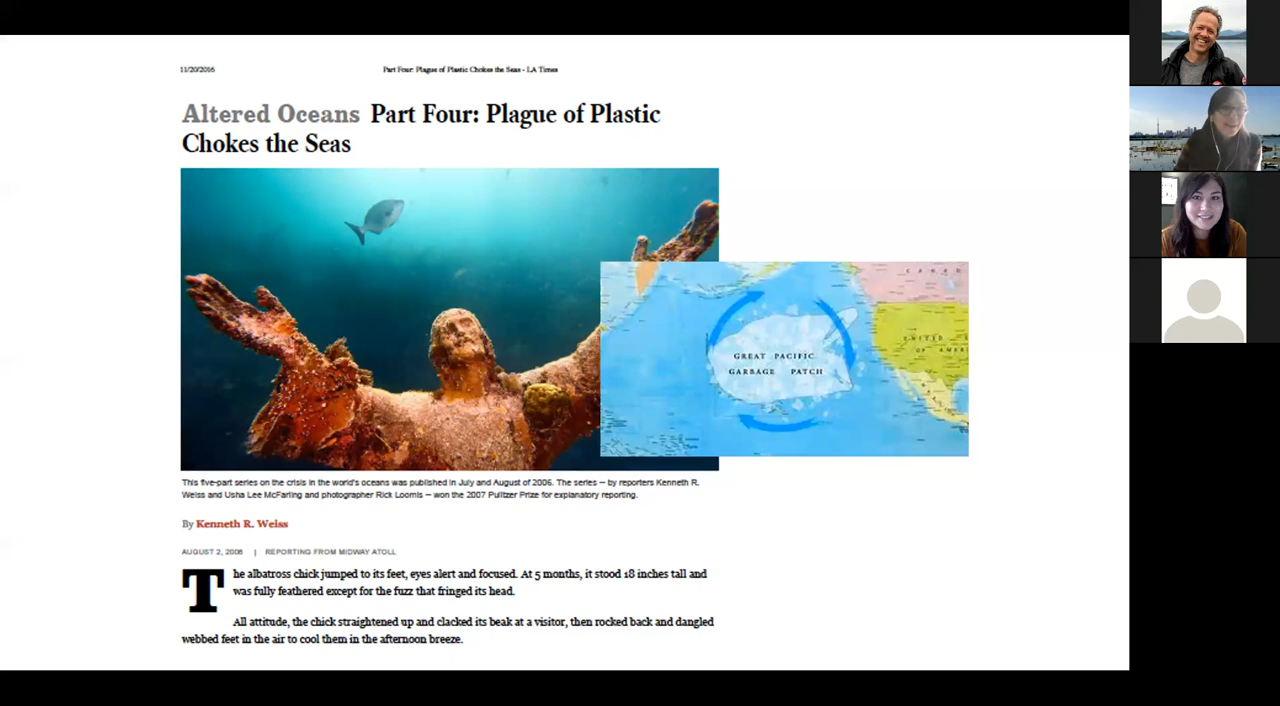 11/20/2016 Part Four: Plague of Plastic Chokes the Seas - LA Times
Altered Oceans Part Four: Plague of Plastic
Chokes the Seas
GREAT PACIFIC
GARBAGE PATCH
This five-part series on the crisis in the world's oceans was published in July and August of 2006. The series — by reporters Kenneth R.
Weiss and Usha Lee McFarling and photographer Rick Loomis — won the 2007 Pulitzer Prize for explanatory reporting.
By Kenneth R. Weiss
AUGUST 2, 2006 | REPORTING FROM MIDWAY ATOLL
The albatross chick jumped to its feet, eyes alert and focused. At 5 months, it stood 18 inches tall and
was fully feathered except for the fuzz that fringed its head.
All attitude, the chick straightened up and clacked its beak at a visitor, then rocked back and dangled
webbed feet in the air to cool them in the afternoon breeze.